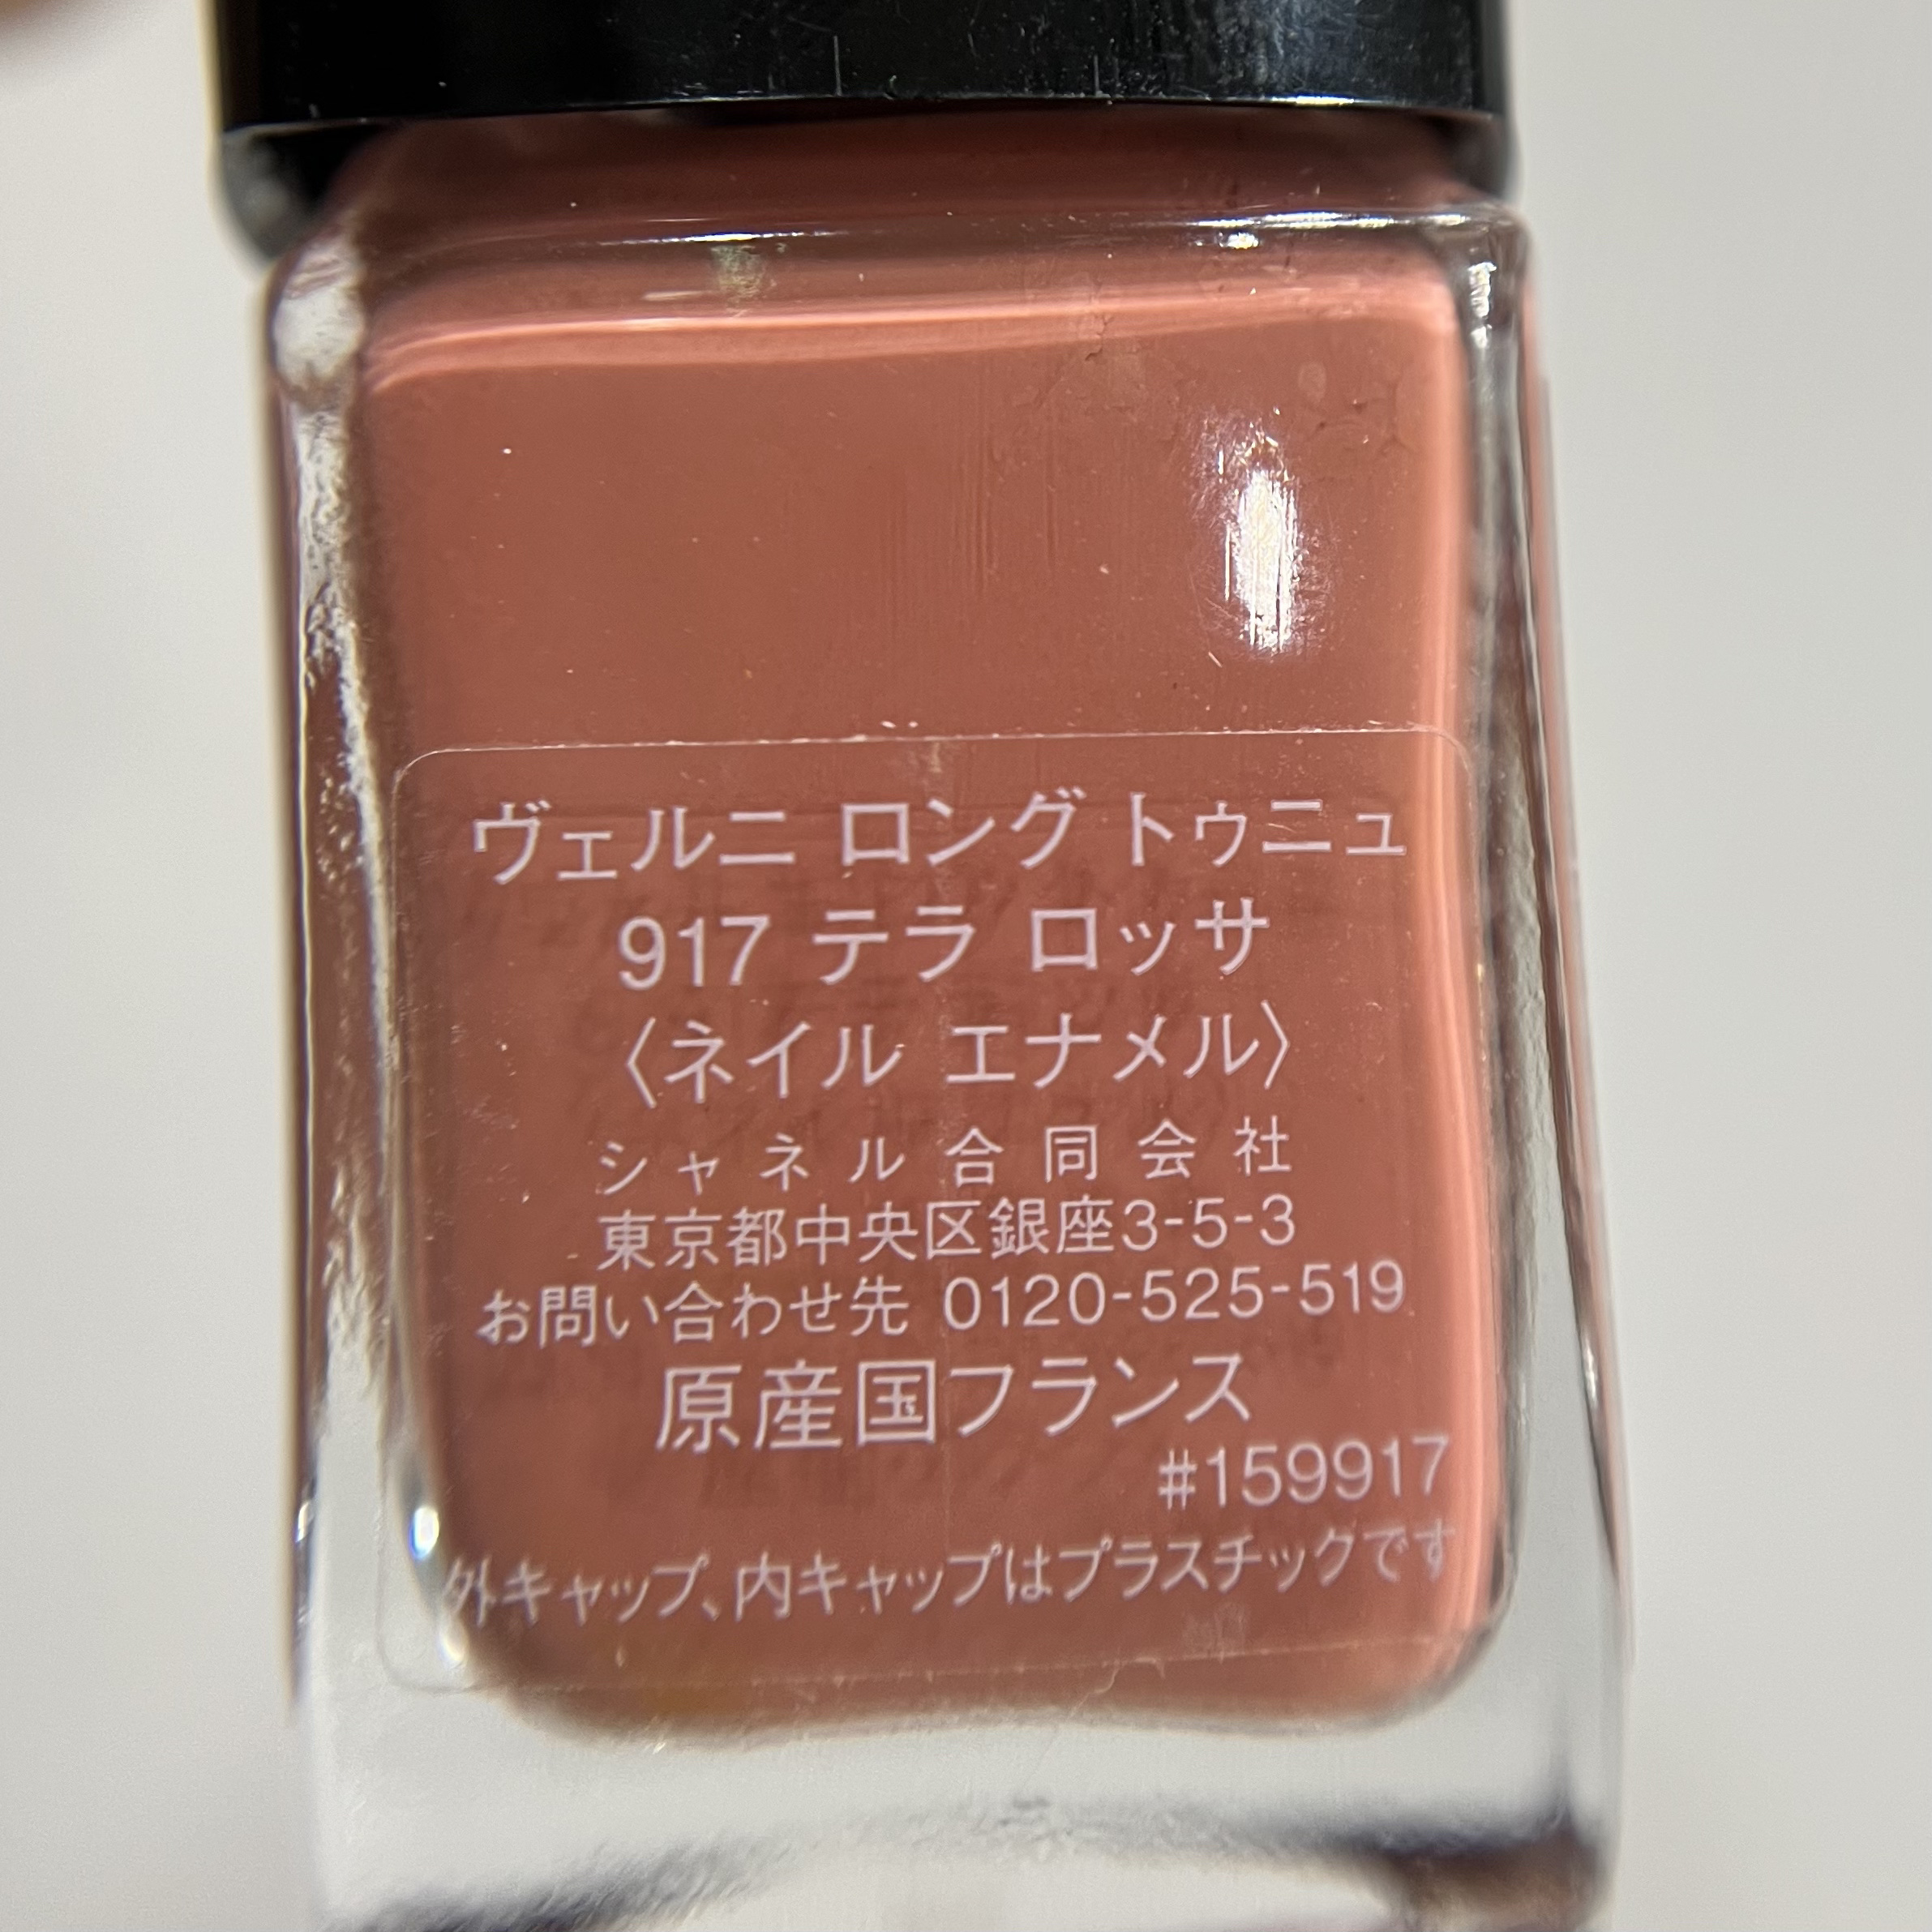 ヴェルニ ロング トゥニュ
917 テラ ロッサ
〈ネイル エナメル〉
シャネル合同会社
東京都中央区銀座3-5-3
お問い合わせ先 0120-525-519
原産国フランス
#159917
外キャップ、内キャップはプラスチックです